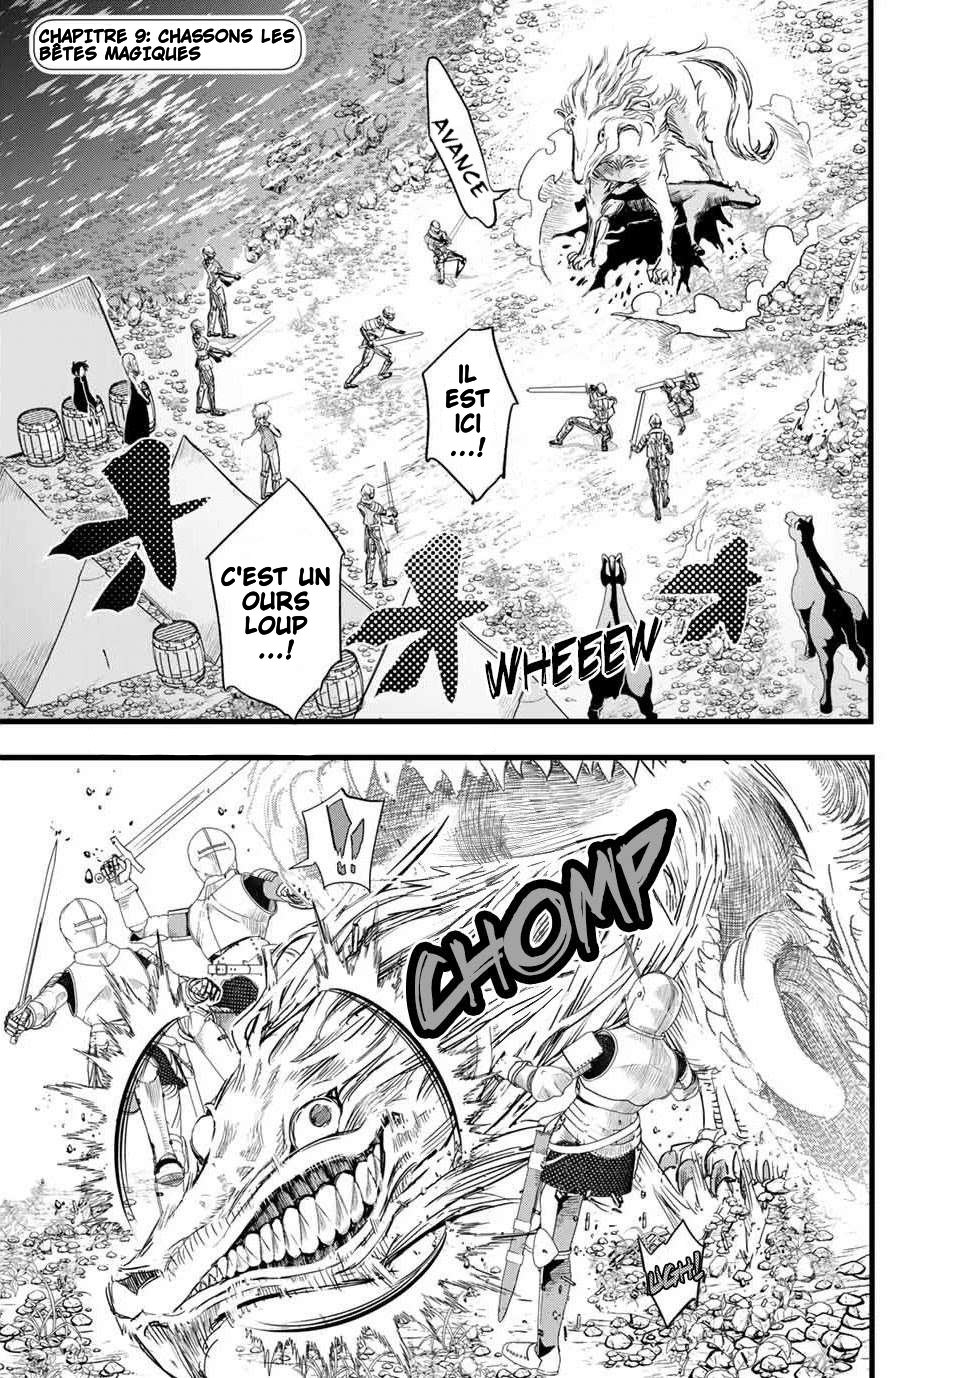 CHAPITRE 9: CHASSONS LES
BÊTES MAGIQUES
AVANCE
IL
EST
ICI
...!
C'EST UN
OURS
LOUP
...!
WHEEEW
!!
CHOMP
UGH!